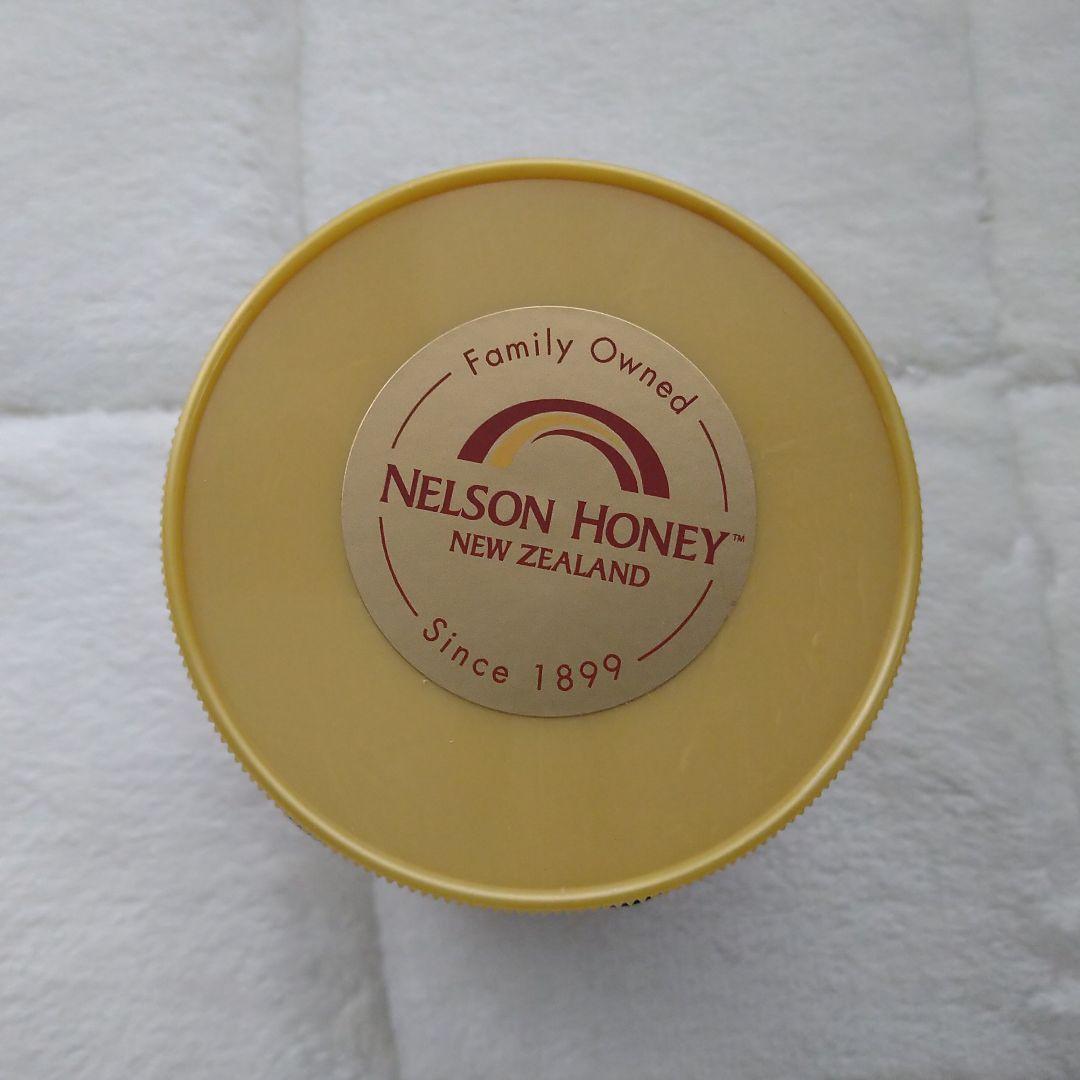 Family Owned
NELSON HONEY™
NEW ZEALAND
Since 1899